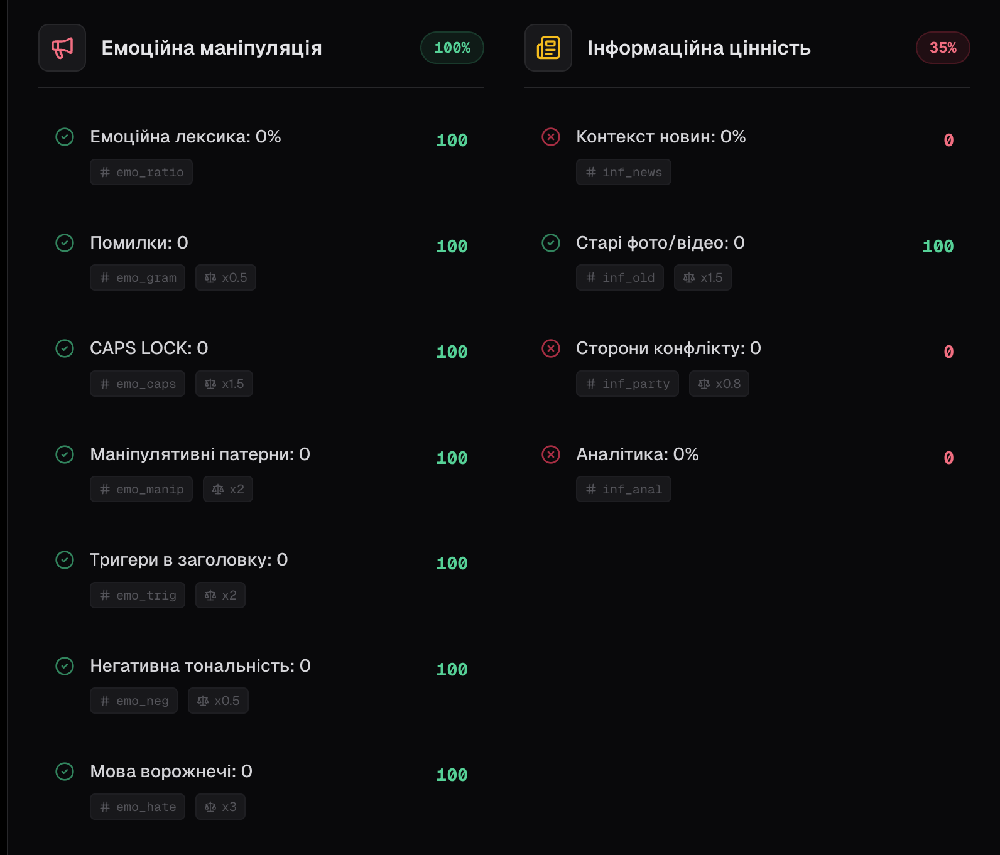 Емоційна маніпуляція
100%
Емоційна лексика: 0%
100
# emo_ratio
Помилки: 0
100
# emo_gram
x0.5
CAPS LOCK: 0
100
# emo_caps
x1.5
Маніпулятивні патерни: 0
100
# emo_manip
x2
Тригери в заголовку: 0
100
# emo_trig
x2
Негативна тональність: 0
100
# emo_neg
x0.5
Мова ворожнечі: 0
100
# emo_hate
x3
Інформаційна цінність
35%
Контекст новин: 0%
0
# inf_news
Старі фото/відео: 0
100
# inf_old
x1.5
Сторони конфлікту: 0
0
# inf_party
x0.8
Аналітика: 0%
0
# inf_anal